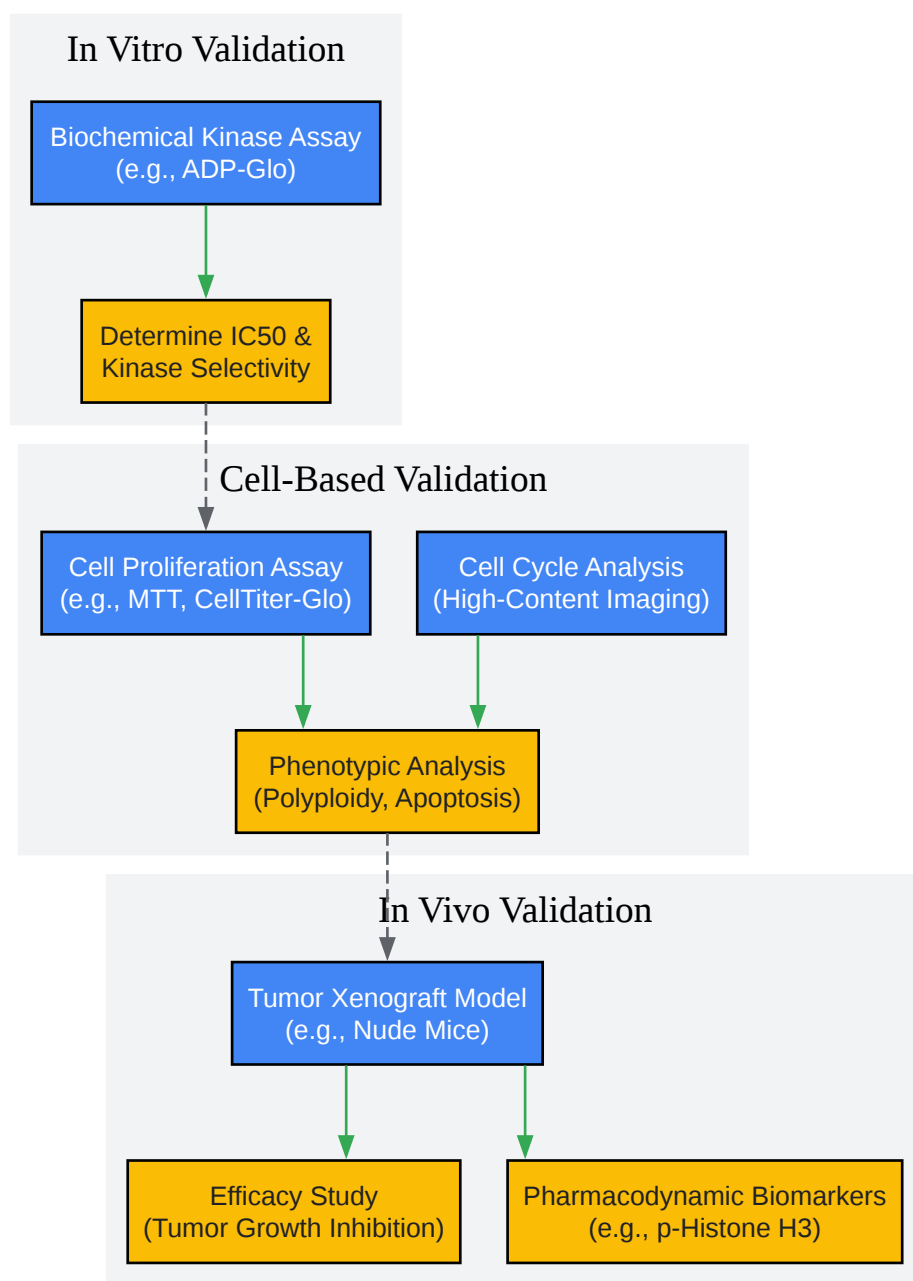 In Vitro Validation
Biochemical Kinase Assay
(e.g., ADP-Glo)
Determine IC50 &
Kinase Selectivity
Cell-Based Validation
Cell Proliferation Assay
(e.g., MTT, CellTiter-Glo)
Cell Cycle Analysis
(High-Content Imaging)
Phenotypic Analysis
(Polyploidy, Apoptosis)
In Vivo Validation
Tumor Xenograft Model
(e.g., Nude Mice)
Efficacy Study
(Tumor Growth Inhibition)
Pharmacodynamic Biomarkers
(e.g., p-Histone H3)